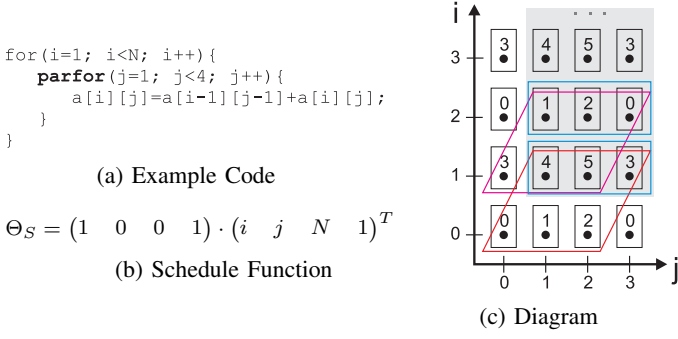 for(i=1; i<N; i++){
parfor(j=1; j<4; j++){
a[i][j]=a[i-1][j-1]+a[i][j];
}
}
(a) Example Code
Θ_S = (1 0 0 1) · (i j N 1)^T
(b) Schedule Function
i
. . .
3 3 4 5 3
2 0 1 2 0
1 3 4 5 3
0 0 1 2 0
0 1 2 3 j
(c) Diagram